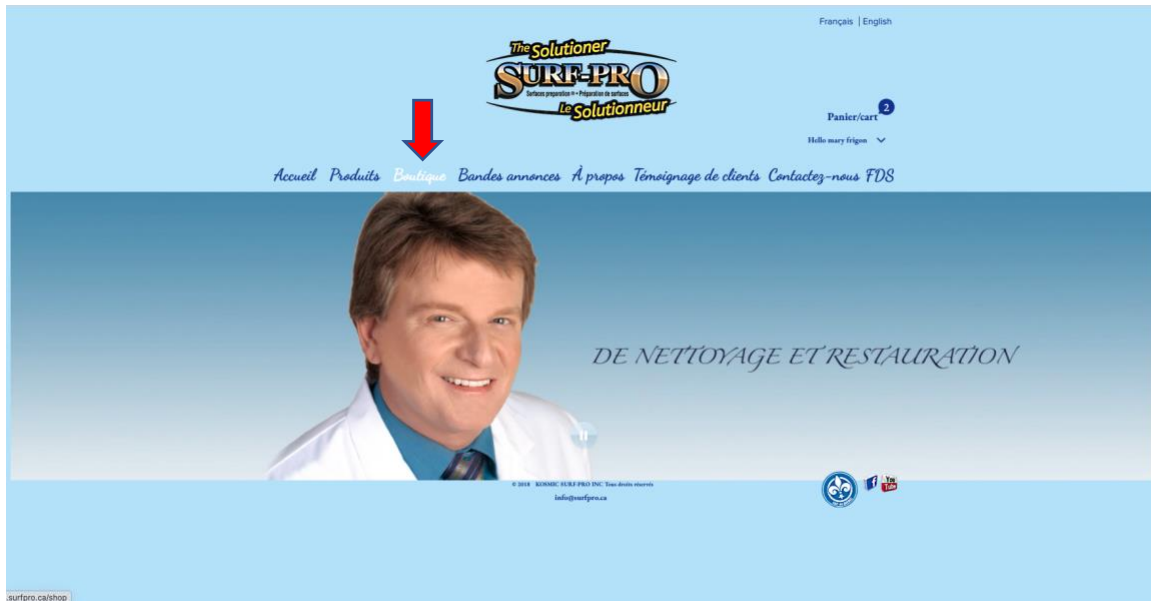 Français | English
The Solutioner
SURF-PRO
Surfaces preparation = • Préparation de surfaces
Le Solutionneur
2
Panier/cart
Hello mary frigon
Accueil Produits Boutique Bandes annonces À propos Témoignage de clients Contactez-nous FDS
DE NETTOYAGE ET RESTAURATION
© 2018 KOSMIC SURF-PRO INC Tous droits réservés
info@surfpro.ca
You
Tube
.surfpro.ca/shop